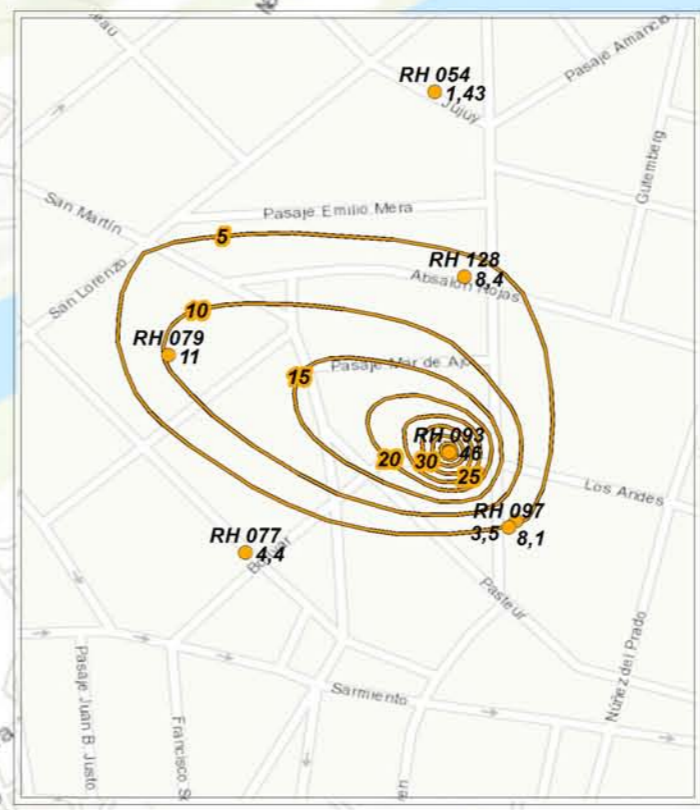 RH 054
1,43
Jujuy
Pasaje Amancio
Gutemberg
San Martín
Pasaje Emilio Mera
5
San Lorenzo
RH 128
8,4
Absalón Rojas
10
RH 079
11
15
Pasaje Mar de Ajó
RH 093
46
20
30
25
Los Andes
RH 097
3,5
8,1
RH 077
4,4
Bolívar
Pasteur
Núñez del Prado
Sarmiento
Pasaje Juan B. Justo
Francisco